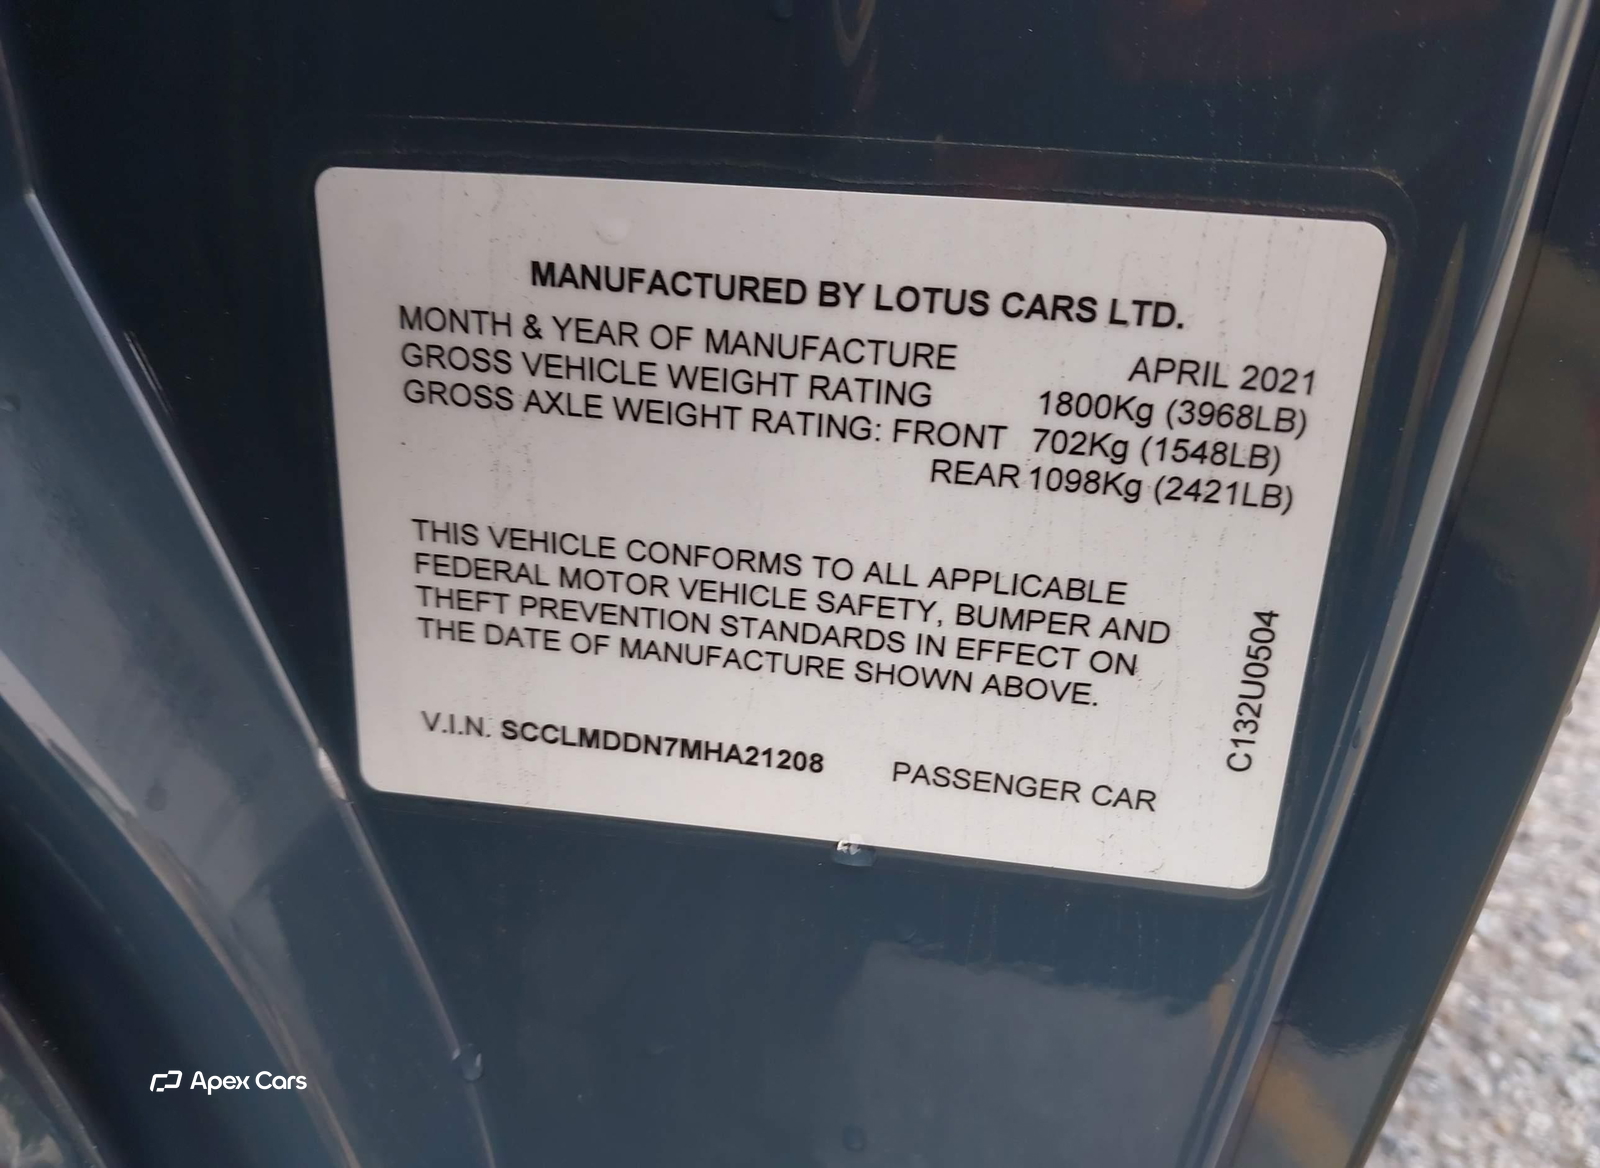 MANUFACTURED BY LOTUS CARS LTD.
MONTH & YEAR OF MANUFACTURE APRIL 2021
GROSS VEHICLE WEIGHT RATING 1800Kg (3968LB)
GROSS AXLE WEIGHT RATING: FRONT 702Kg (1548LB)
REAR 1098Kg (2421LB)
THIS VEHICLE CONFORMS TO ALL APPLICABLE
FEDERAL MOTOR VEHICLE SAFETY, BUMPER AND
THEFT PREVENTION STANDARDS IN EFFECT ON
THE DATE OF MANUFACTURE SHOWN ABOVE.
V.I.N. SCCLMDDN7MHA21208 PASSENGER CAR
C132U0504
Apex Cars